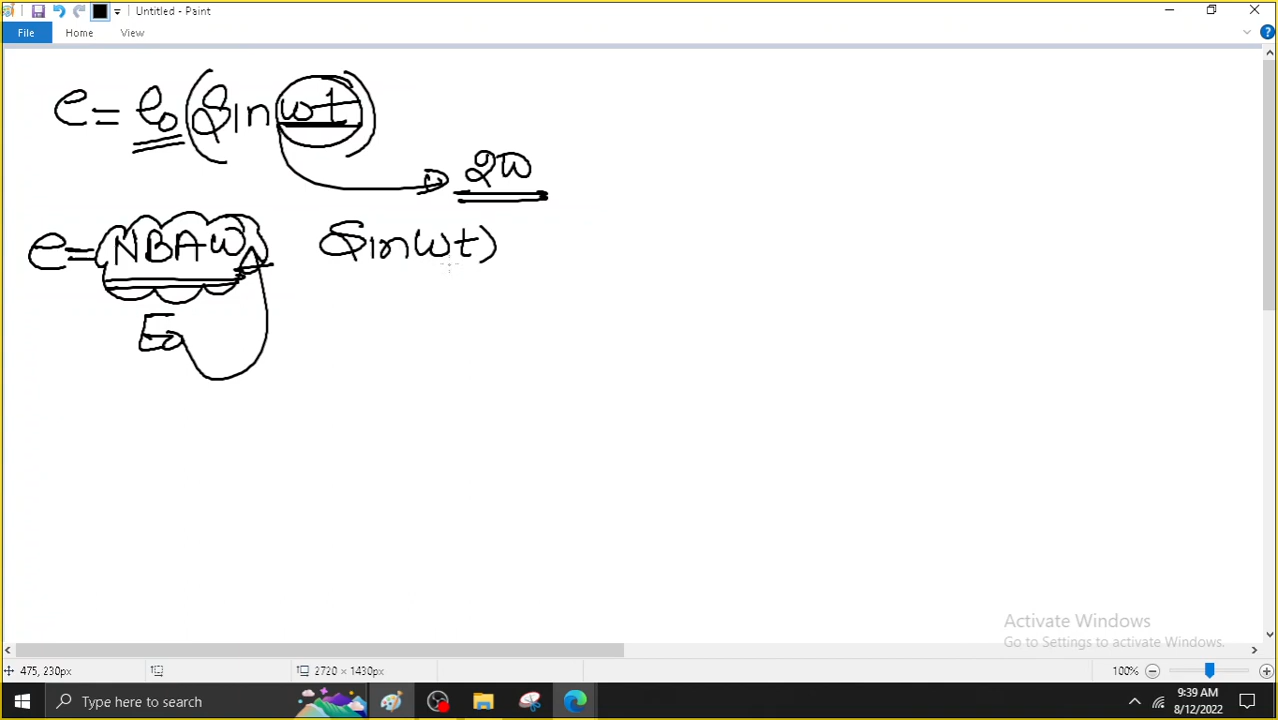 Untitled - Paint
File Home View
e = e₀ (Sin ωt)
2ω
e = NBAω Sin ωt)
E₀
Activate Windows
Go to Settings to activate Windows.
475, 230px 2720 × 1430px 100%
Type here to search
9:39 AM
8/12/2022